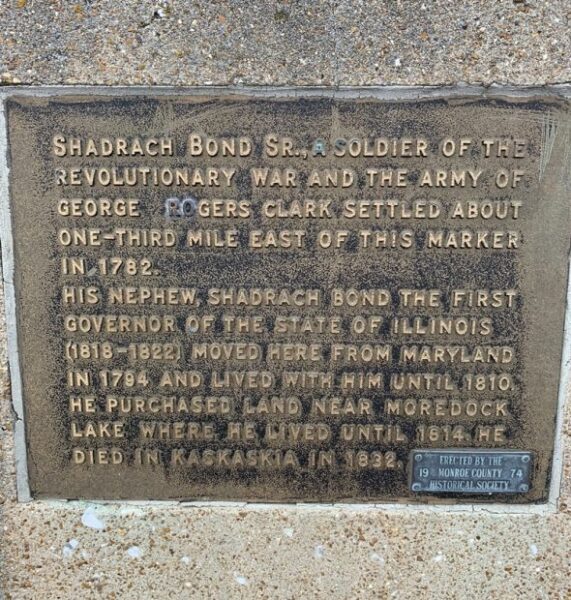 SHADRACH BOND SR., A SOLDIER OF THE
REVOLUTIONARY WAR AND THE ARMY OF
GEORGE ROGERS CLARK SETTLED ABOUT
ONE-THIRD MILE EAST OF THIS MARKER
IN 1782.
HIS NEPHEW, SHADRACH BOND THE FIRST
GOVERNOR OF THE STATE OF ILLINOIS
(1818-1822) MOVED HERE FROM MARYLAND
IN 1794 AND LIVED WITH HIM UNTIL 1810.
HE PURCHASED LAND NEAR MOREDOCK
LAKE WHERE HE LIVED UNTIL 1814. HE
DIED IN KASKASKIA IN 1832.
ERECTED BY THE
19 MONROE COUNTY 74
HISTORICAL SOCIETY